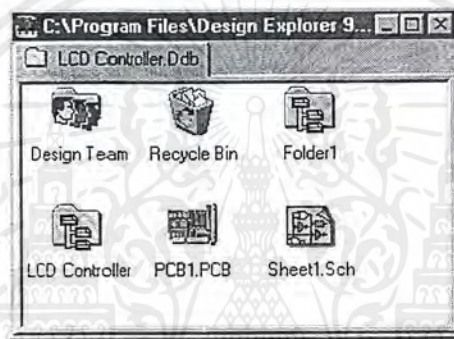 C:\Program Files\Design Explorer 9...
LCD Controller.Ddb
Design Team Recycle Bin Folder1
LCD Controller PCB1.PCB Sheet1.Sch